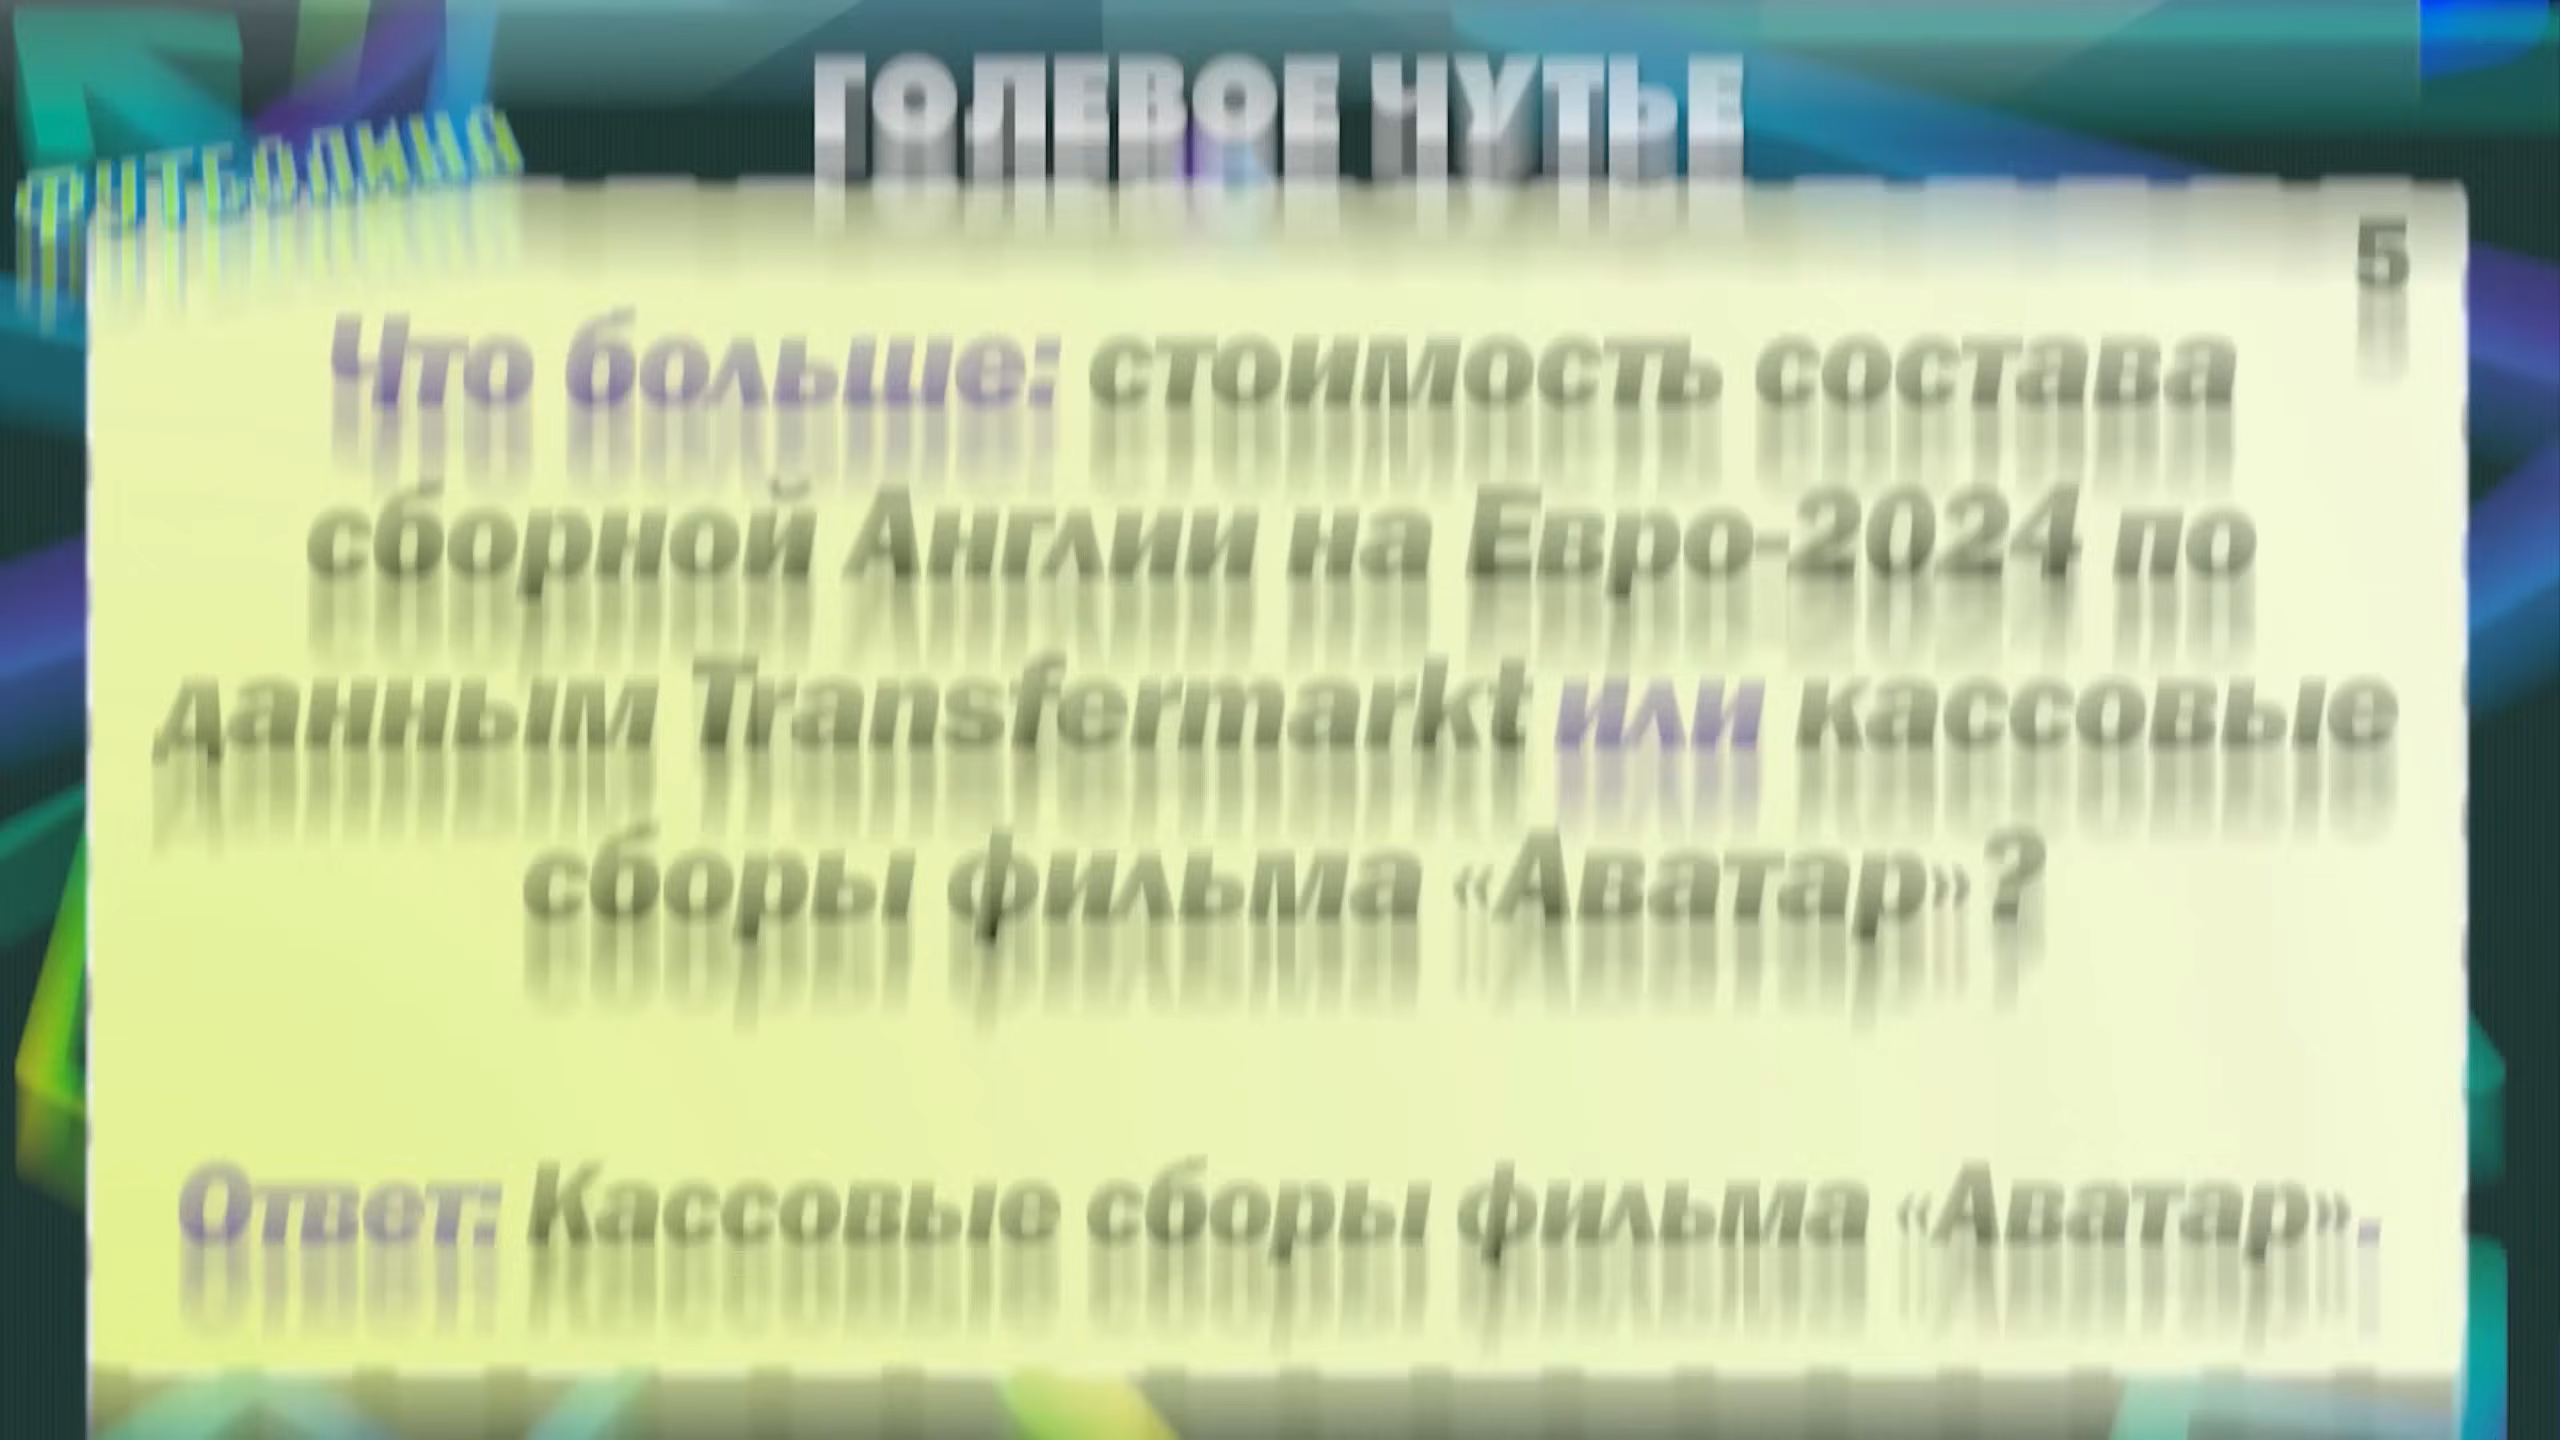 ГОЛЕВОЕ ЧУТЬЕ
ФУТБОЛИНА
5
Что больше: стоимость состава
сборной Англии на Евро-2024 по
данным Transfermarkt или кассовые
сборы фильма «Аватар»?
Ответ: Кассовые сборы фильма «Аватар».